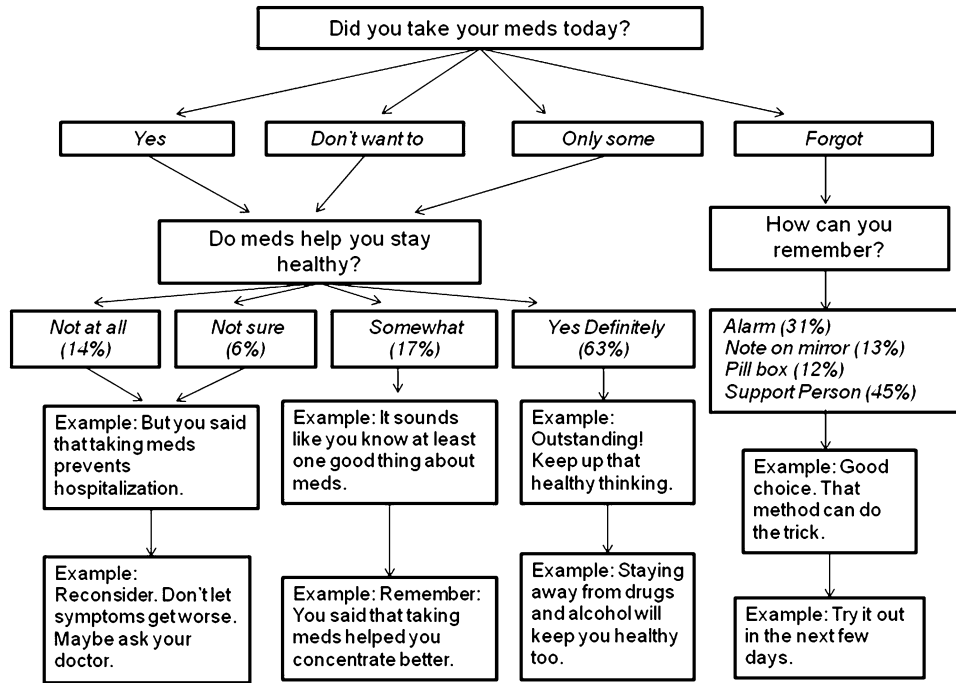 Did you take your meds today?
Yes
Don't want to
Only some
Forgot
Do meds help you stay
healthy?
How can you
remember?
Not at all
(14%)
Not sure
(6%)
Somewhat
(17%)
Yes Definitely
(63%)
Alarm (31%)
Note on mirror (13%)
Pill box (12%)
Support Person (45%)
Example: But you said
that taking meds
prevents
hospitalization.
Example: It sounds
like you know at least
one good thing about
meds.
Example:
Outstanding!
Keep up that
healthy thinking.
Example: Good
choice. That
method can do
the trick.
Example:
Reconsider. Don't let
symptoms get worse.
Maybe ask your
doctor.
Example: Remember:
You said that taking
meds helped you
concentrate better.
Example: Staying
away from drugs
and alcohol will
keep you healthy
too.
Example: Try it out
in the next few
days.